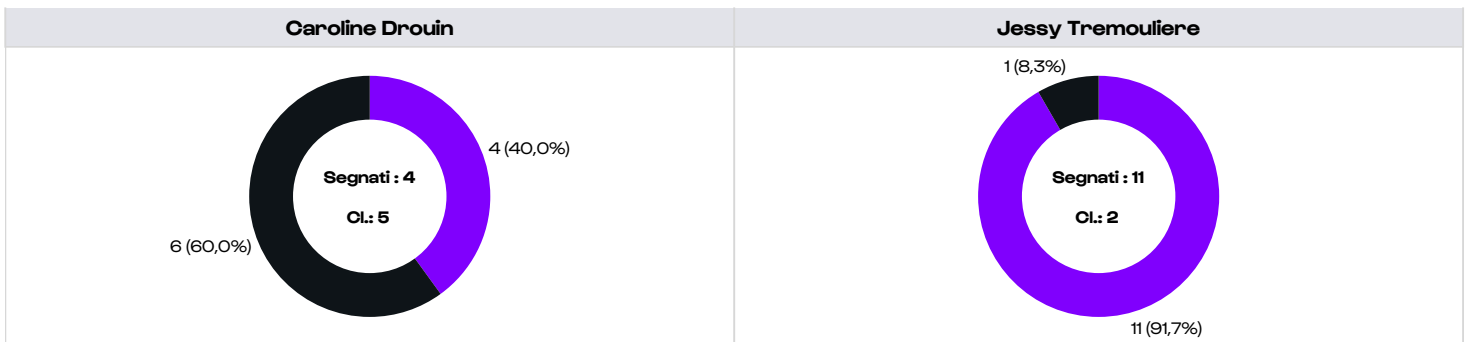 Caroline Drouin
4 (40,0%)
Segnati : 4
Cl.: 5
6 (60,0%)
Jessy Tremouliere
1 (8,3%)
Segnati : 11
Cl.: 2
11 (91,7%)